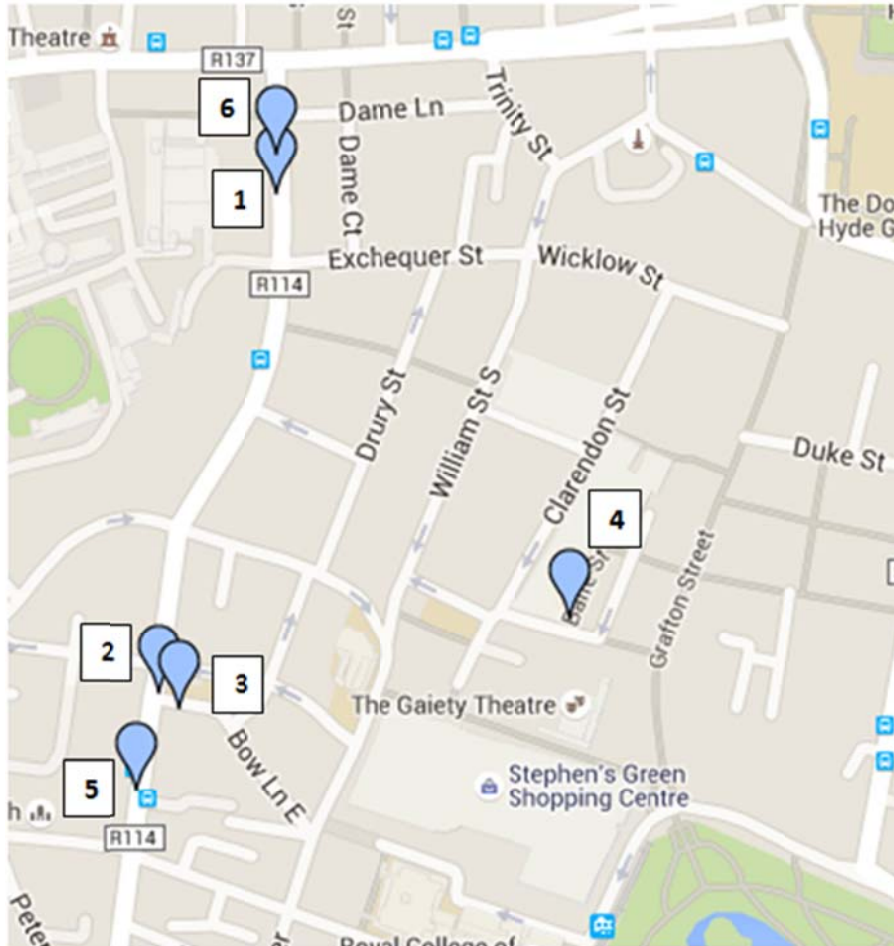 Theatre
St
R137
6
Dame Ln
Trinity St
1
Dame Ct
The Do
Hyde G
Exchequer St
Wicklow St
R114
Drury St
William St S
Clarendon St
Duke St
4
Grafton Street
2
3
The Gaiety Theatre
Bow Ln E
Stephen's Green
Shopping Centre
5
h
R114
Peter
Royal College of